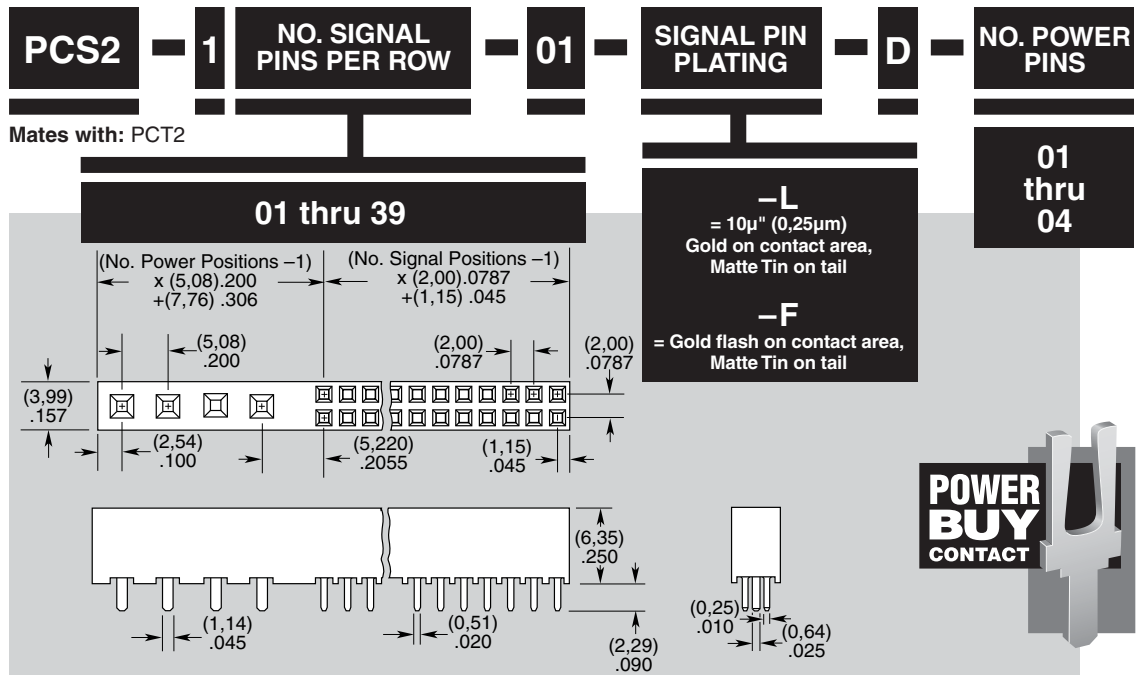 PCS2 – 1 NO. SIGNAL PINS PER ROW – 01 – SIGNAL PIN PLATING – D – NO. POWER PINS
Mates with: PCT2
01 thru 39
–L
= 10µ" (0,25µm)
Gold on contact area,
Matte Tin on tail
–F
= Gold flash on contact area,
Matte Tin on tail
01
thru
04
(No. Power Positions –1)
x (5,08).200
+(7,76) .306
(No. Signal Positions –1)
x (2,00).0787
+(1,15) .045
(5,08)
.200
(2,00)
.0787
(2,00)
.0787
(3,99)
.157
(2,54)
.100
(5,220)
.2055
(1,15)
.045
(6,35)
.250
(1,14)
.045
(0,51)
.020
(2,29)
.090
(0,25)
.010
(0,64)
.025
POWER
BUY
CONTACT